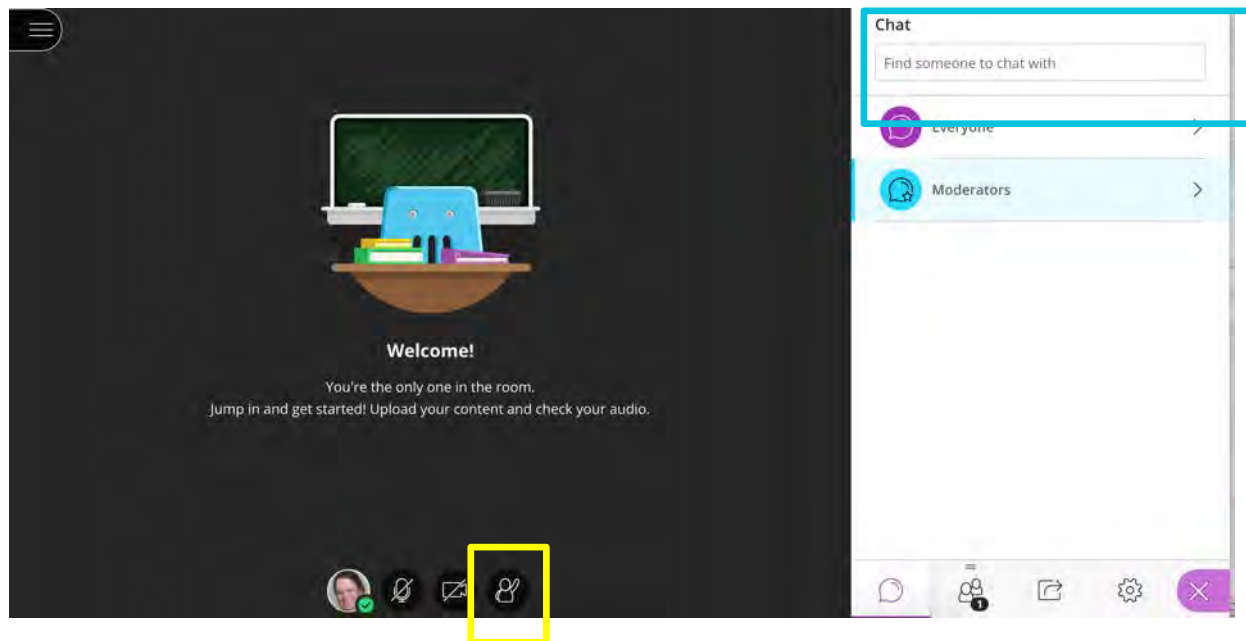 Chat
Find someone to chat with
Everyone
Moderators
Welcome!
You're the only one in the room.
Jump in and get started! Upload your content and check your audio.
1